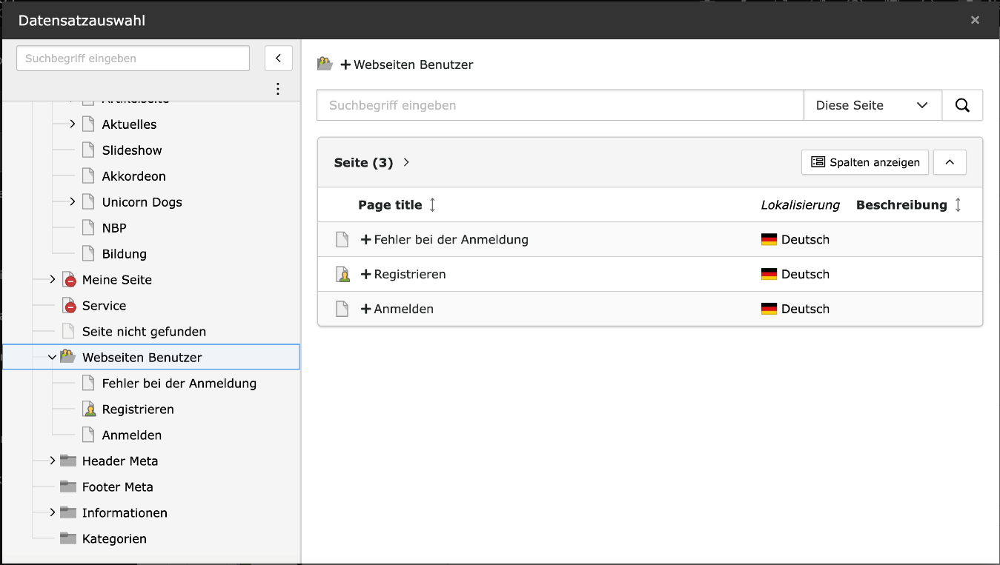 Datensatzauswahl
Suchbegriff eingeben
Artikelseite
Aktuelles
Slideshow
Akkordeon
Unicorn Dogs
NBP
Bildung
Meine Seite
Service
Seite nicht gefunden
Webseiten Benutzer
Fehler bei der Anmeldung
Registrieren
Anmelden
Header Meta
Footer Meta
Informationen
Kategorien
Webseiten Benutzer
Suchbegriff eingeben Diese Seite
Seite (3) Spalten anzeigen
Page title Lokalisierung Beschreibung
Fehler bei der Anmeldung Deutsch
Registrieren Deutsch
Anmelden Deutsch